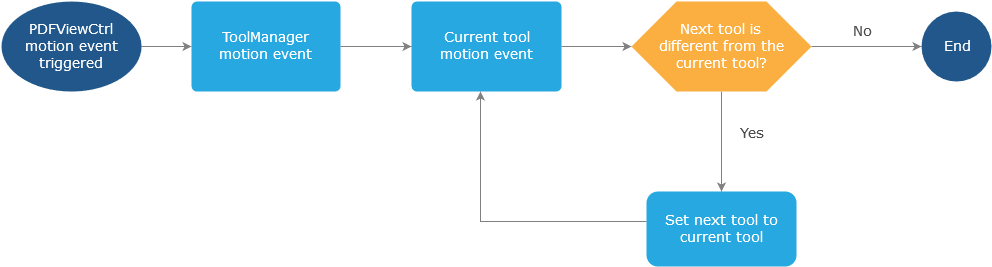 PDFViewCtrl
motion event
triggered
ToolManager
motion event
Current tool
motion event
Next tool is
different from the
current tool?
No
End
Yes
Set next tool to
current tool